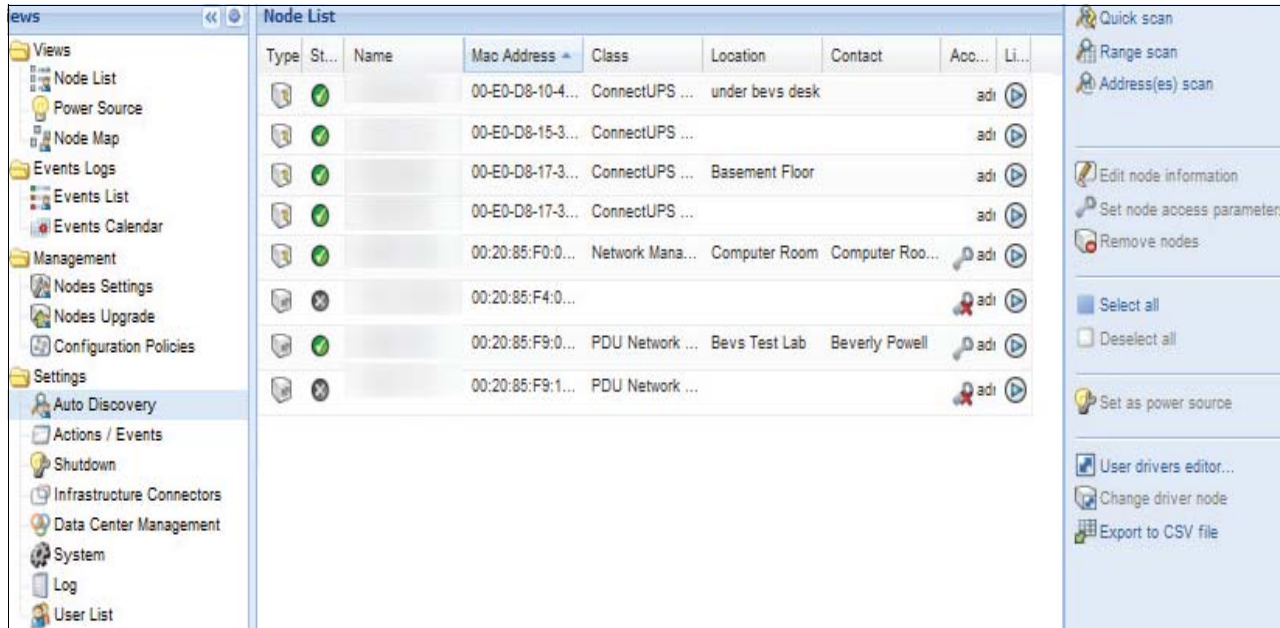 ews
Views
Node List
Power Source
Node Map
Events Logs
Events List
Events Calendar
Management
Nodes Settings
Nodes Upgrade
Configuration Policies
Settings
Auto Discovery
Actions / Events
Shutdown
Infrastructure Connectors
Data Center Management
System
Log
User List
Node List
Type St... Name Mac Address Class Location Contact Acc... Li...
00-E0-D8-10-4... ConnectUPS ... under bevs desk adı
00-E0-D8-15-3... ConnectUPS ... adı
00-E0-D8-17-3... ConnectUPS ... Basement Floor adı
00-E0-D8-17-3... ConnectUPS ... adı
00:20:85:F0:0... Network Mana... Computer Room Computer Roo... adı
00:20:85:F4:0... adı
00:20:85:F9:0... PDU Network ... Bevs Test Lab Beverly Powell adı
00:20:85:F9:1... PDU Network ... adı
Quick scan
Range scan
Address(es) scan
Edit node information
Set node access parameter
Remove nodes
Select all
Deselect all
Set as power source
User drivers editor...
Change driver node
Export to CSV file